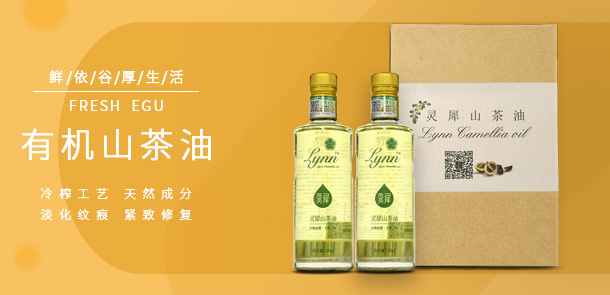 鲜/依/谷/厚/生/活
FRESH EGU
有机山茶油
冷榨工艺 天然成分
淡化纹痕 紧致修复
灵犀山茶油
Lynn Camellia oil
Lynn
灵犀
灵犀山茶油
Lynn
灵犀
灵犀山茶油